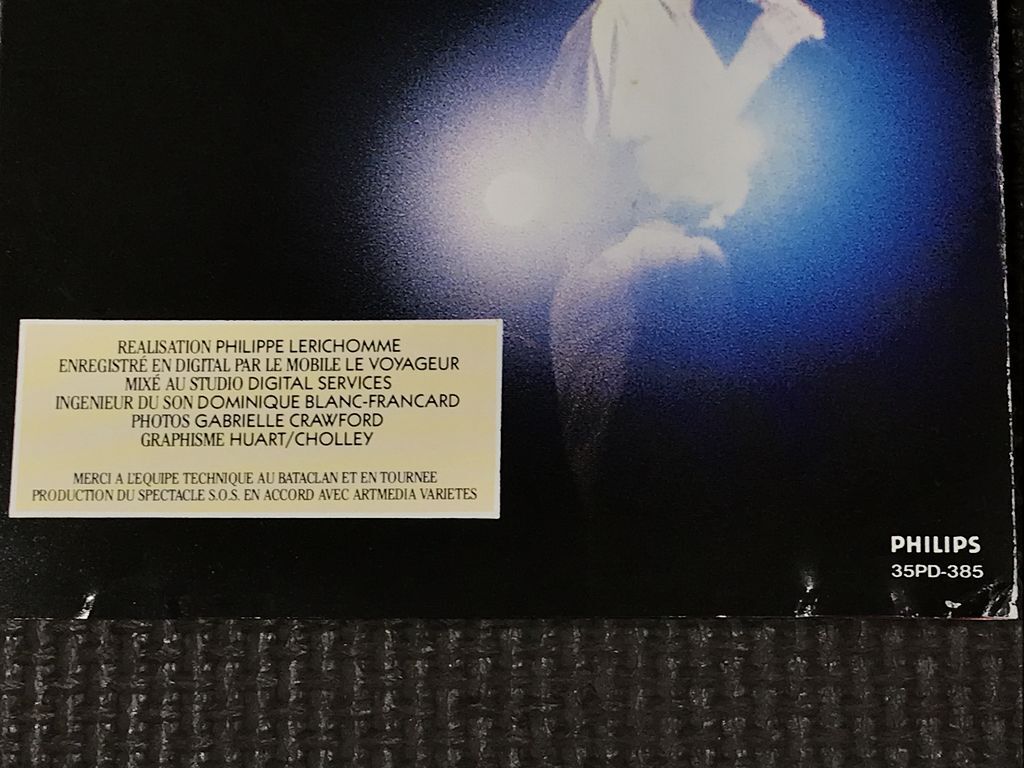 REALISATION PHILIPPE LERICHOMME
ENREGISTRÉ EN DIGITAL PAR LE MOBILE LE VOYAGEUR
MIXÉ AU STUDIO DIGITAL SERVICES
INGENIEUR DU SON DOMINIQUE BLANC-FRANCARD
PHOTOS GABRIELLE CRAWFORD
GRAPHISME HUART/CHOLLEY
MERCI A L'EQUIPE TECHNIQUE AU BATACLAN ET EN TOURNEE
PRODUCTION DU SPECTACLE S.O.S. EN ACCORD AVEC ARTMEDIA VARIETES
PHILIPS
35PD-385